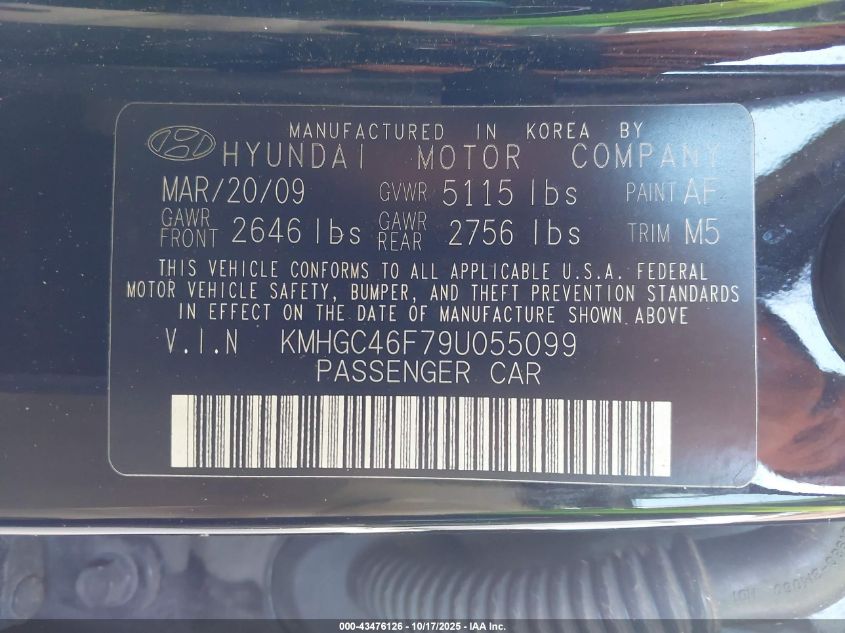 MANUFACTURED IN KOREA BY
HYUNDAI MOTOR COMPANY
MAR/20/09 GVWR 5115 lbs PAINT AF
GAWR FRONT 2646 lbs GAWR REAR 2756 lbs TRIM M5
THIS VEHICLE CONFORMS TO ALL APPLICABLE U.S.A. FEDERAL
MOTOR VEHICLE SAFETY, BUMPER, AND THEFT PREVENTION STANDARDS
IN EFFECT ON THE DATE OF MANUFACTURE SHOWN ABOVE
V.I.N KMHGC46F79U055099
PASSENGER CAR
000-43476126 - 10/17/2025 - IAA Inc.